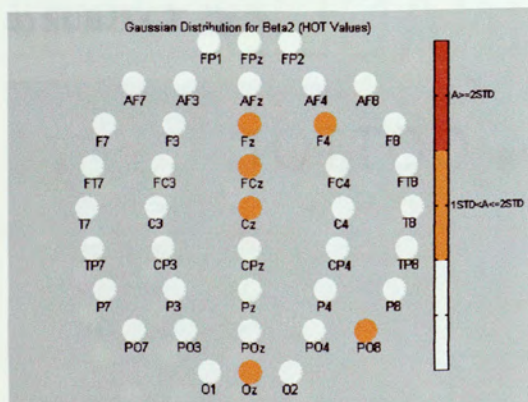 Gaussian Distribution for Beta2 (HOT Values)
FP1 FPz FP2
AF7 AF3 AFz AF4 AF8
A>=2STD
F7 F3 Fz F4 F8
FT7 FC3 FCz FC4 FT8
1STD<A<=2STD
T7 C3 Cz C4 T8
TP7 CP3 CPz CP4 TP8
P7 P3 Pz P4 P8
PO7 PO3 POz PO4 PO8
O1 Oz O2